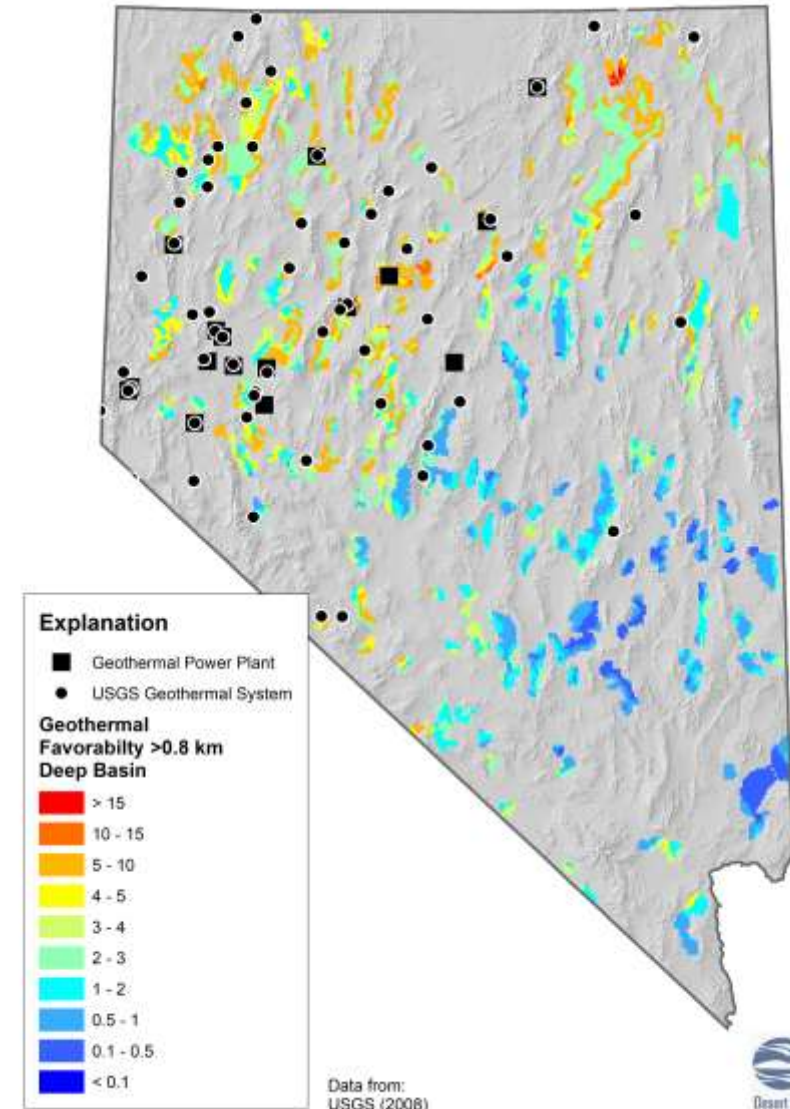 Explanation
Geothermal Power Plant
USGS Geothermal System
Geothermal
Favorabilty >0.8 km
Deep Basin
> 15
10 - 15
5 - 10
4 - 5
3 - 4
2 - 3
1 - 2
0.5 - 1
0.1 - 0.5
< 0.1
Data from:
USGS (2008)
Desert